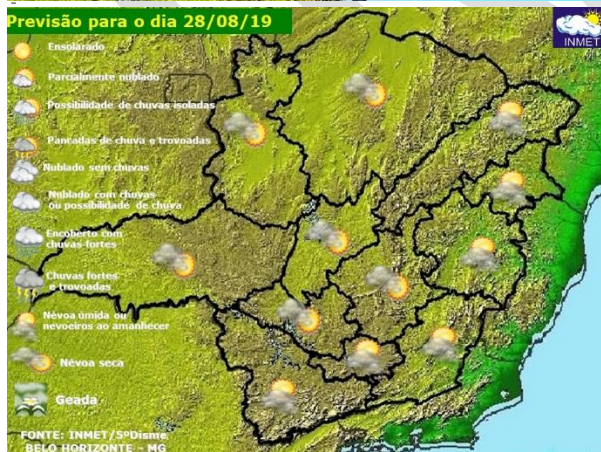 Previsão para o dia 28/08/19
INMET
Ensolarado
Parcialmente nublado
Possibilidade de chuvas isoladas
Pancadas de chuva e trovoadas
Nublado sem chuvas
Nublado com chuvas
ou possibilidade de chuva
Encoberto com
chuvas fortes
Chuvas fortes
e trovoadas
Névoa úmida ou
nevoeiros ao amanhecer
Névoa seca
Geada
FONTE: INMET/5ºDisme,
BELO HORIZONTE - MG